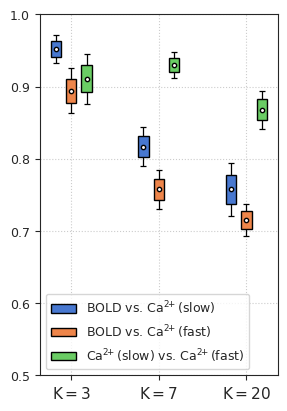 1.0
0.9
0.8
0.7
0.6
0.5
BOLD vs. Ca²⁺ (slow)
BOLD vs. Ca²⁺ (fast)
Ca²⁺ (slow) vs. Ca²⁺ (fast)
K = 3 K = 7 K = 20